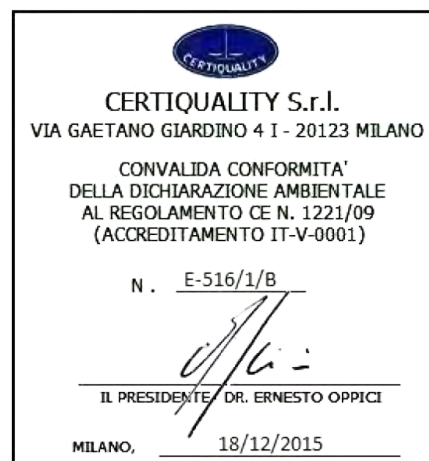 CERTIQUALITY
CERTIQUALITY S.r.l.
VIA GAETANO GIARDINO 4 I - 20123 MILANO
CONVALIDA CONFORMITA'
DELLA DICHIARAZIONE AMBIENTALE
AL REGOLAMENTO CE N. 1221/09
(ACCREDITAMENTO IT-V-0001)
N. E-516/1/B
IL PRESIDENTE DR. ERNESTO OPPICI
MILANO, 18/12/2015